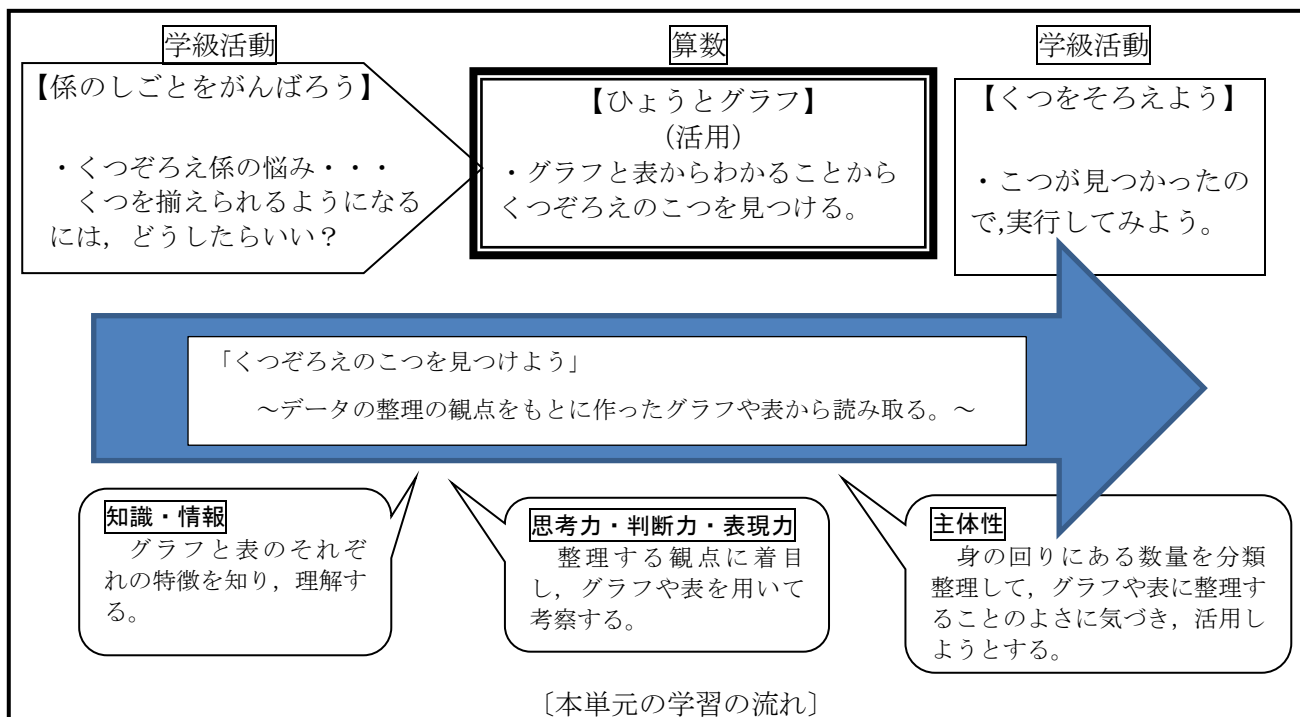 学級活動
【係のしごとをがんばろう】
・くつぞろえ係の悩み・・・
くつを揃えられるようになる
には，どうしたらいい？
算数
【ひょうとグラフ】
（活用）
・グラフと表からわかることから
くつぞろえのこつを見つける。
学級活動
【くつをそろえよう】
・こつが見つかったの
で,実行してみよう。
「くつぞろえのこつを見つけよう」
～データの整理の観点をもとに作ったグラフや表から読み取る。～
知識・情報
グラフと表のそれぞ
れの特徴を知り，理解す
る。
思考力・判断力・表現力
整理する観点に着目
し，グラフや表を用いて
考察する。
主体性
身の回りにある数量を分類
整理して，グラフや表に整理す
ることのよさに気づき，活用し
ようとする。
〔本単元の学習の流れ〕